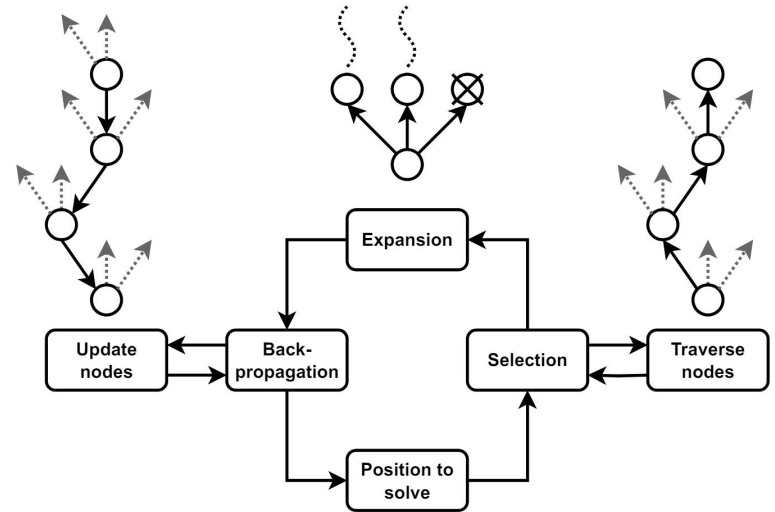 Expansion
Update
nodes
Back-
propagation
Selection
Traverse
nodes
Position to
solve